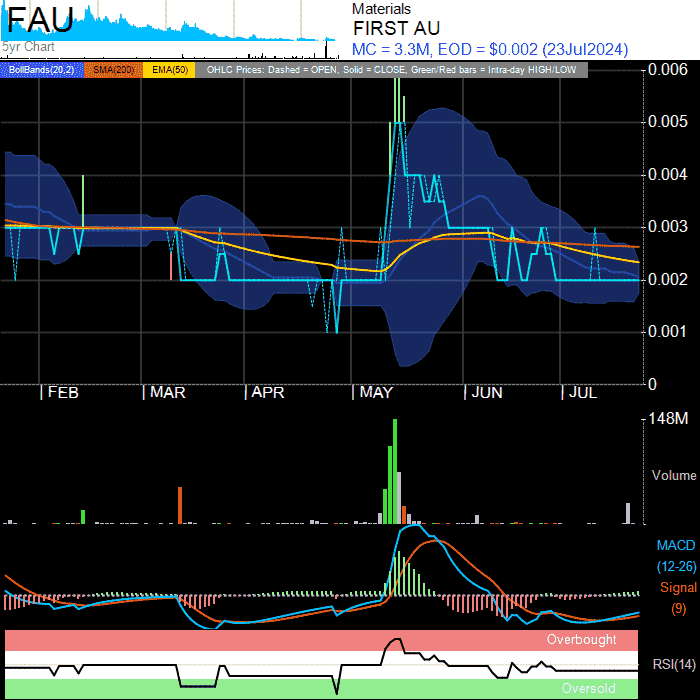 FAU
5yr Chart
Materials
FIRST AU
MC = 3.3M, EOD = $0.002 (23Jul2024)
BollBands(20,2) SMA(200) EMA(50) OHLC Prices: Dashed = OPEN, Solid = CLOSE, Green/Red bars = Intra-day HIGH/LOW
0.006
0.005
0.004
0.003
0.002
0.001
0
| FEB | MAR | APR | MAY | JUN | JUL
148M
Volume
MACD
(12-26)
Signal
(9)
Overbought
RSI(14)
Oversold